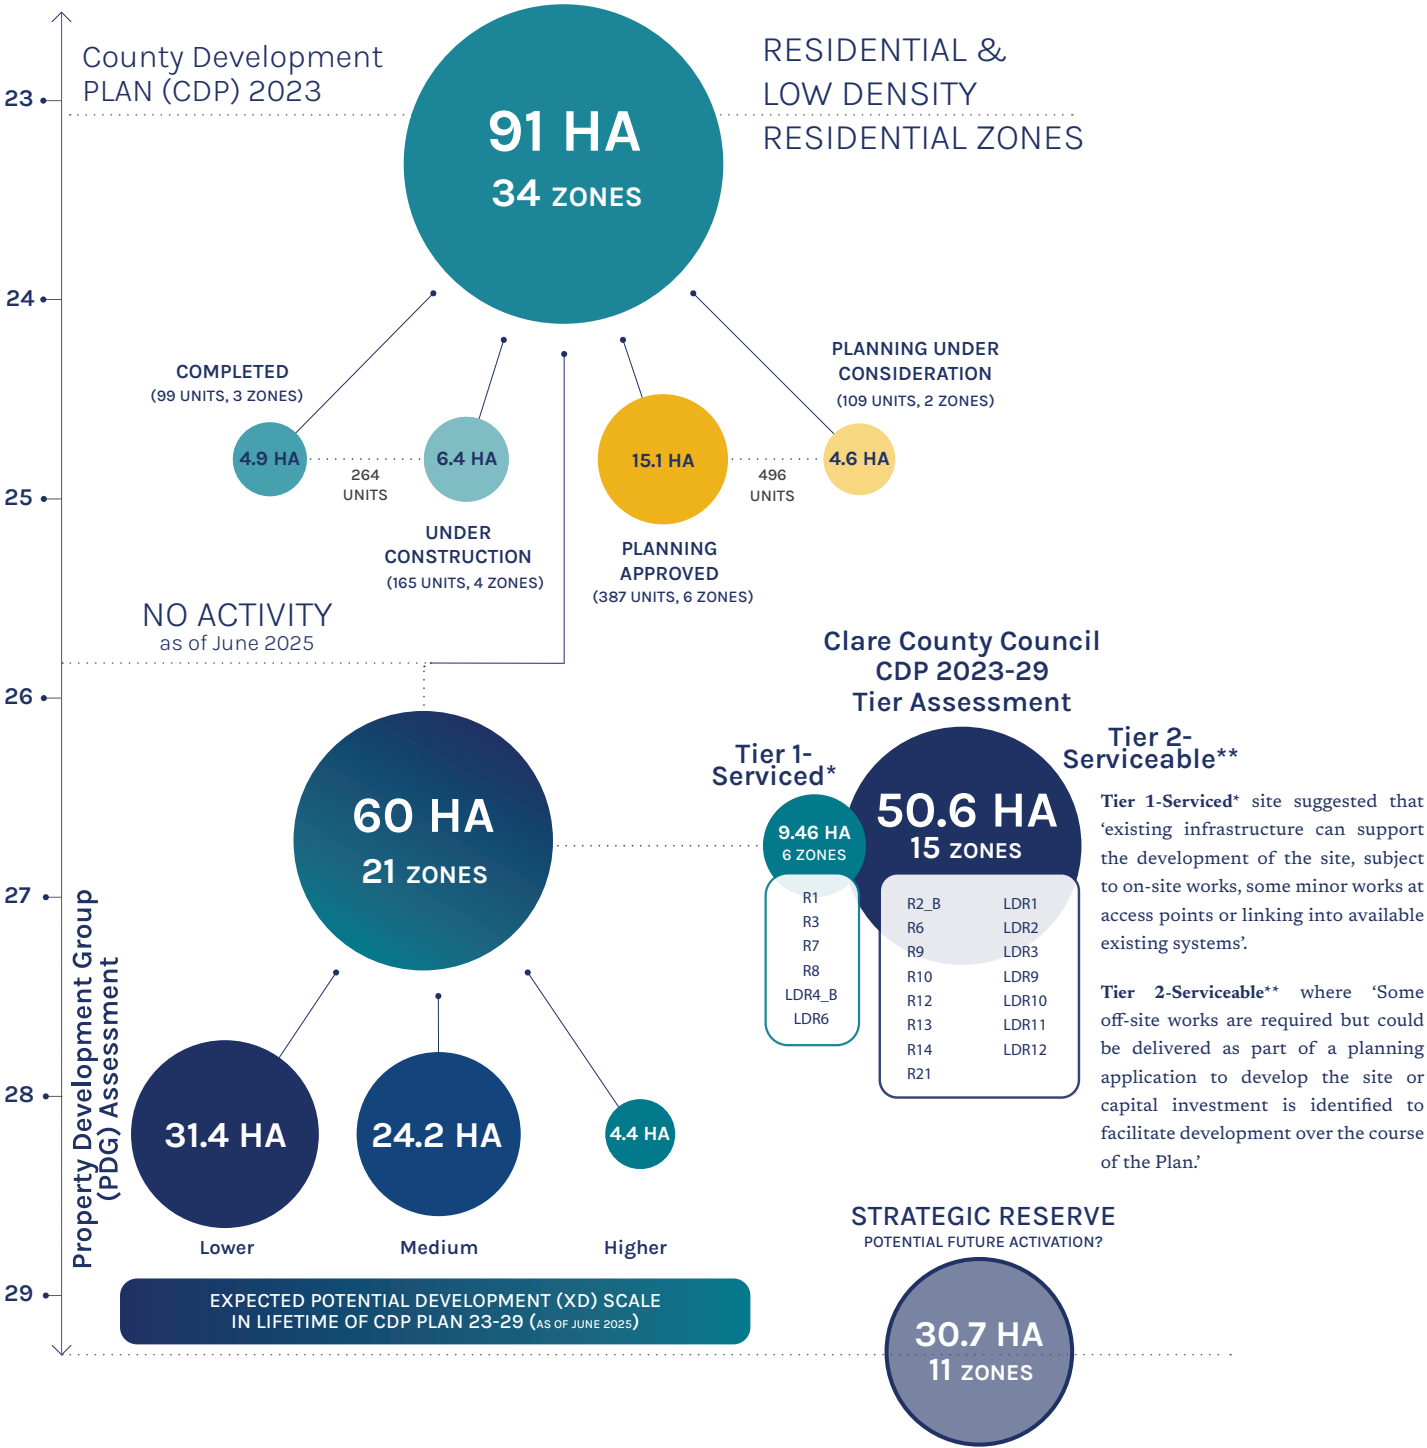 County Development
PLAN (CDP) 2023
RESIDENTIAL &
LOW DENSITY
RESIDENTIAL ZONES
91 HA
34 ZONES
23
24
25
26
27
28
29
COMPLETED
(99 UNITS, 3 ZONES)
4.9 HA
264
UNITS
6.4 HA
UNDER
CONSTRUCTION
(165 UNITS, 4 ZONES)
15.1 HA
PLANNING
APPROVED
(387 UNITS, 6 ZONES)
496
UNITS
PLANNING UNDER
CONSIDERATION
(109 UNITS, 2 ZONES)
4.6 HA
NO ACTIVITY
as of June 2025
60 HA
21 ZONES
Clare County Council
CDP 2023-29
Tier Assessment
Tier 1-
Serviced*
9.46 HA
6 ZONES
R1
R3
R7
R8
LDR4_B
LDR6
Tier 2-
Serviceable**
50.6 HA
15 ZONES
R2_B
R6
R9
R10
R12
R13
R14
R21
LDR1
LDR2
LDR3
LDR9
LDR10
LDR11
LDR12
Tier 1-Serviced* site suggested that
‘existing infrastructure can support
the development of the site, subject
to on-site works, some minor works at
access points or linking into available
existing systems’.
Tier 2-Serviceable** where ‘Some
off-site works are required but could
be delivered as part of a planning
application to develop the site or
capital investment is identified to
facilitate development over the course
of the Plan.’
Property Development Group
(PDG) Assessment
31.4 HA
Lower
24.2 HA
Medium
4.4 HA
Higher
EXPECTED POTENTIAL DEVELOPMENT (XD) SCALE
IN LIFETIME OF CDP PLAN 23-29 (AS OF JUNE 2025)
STRATEGIC RESERVE
POTENTIAL FUTURE ACTIVATION?
30.7 HA
11 ZONES